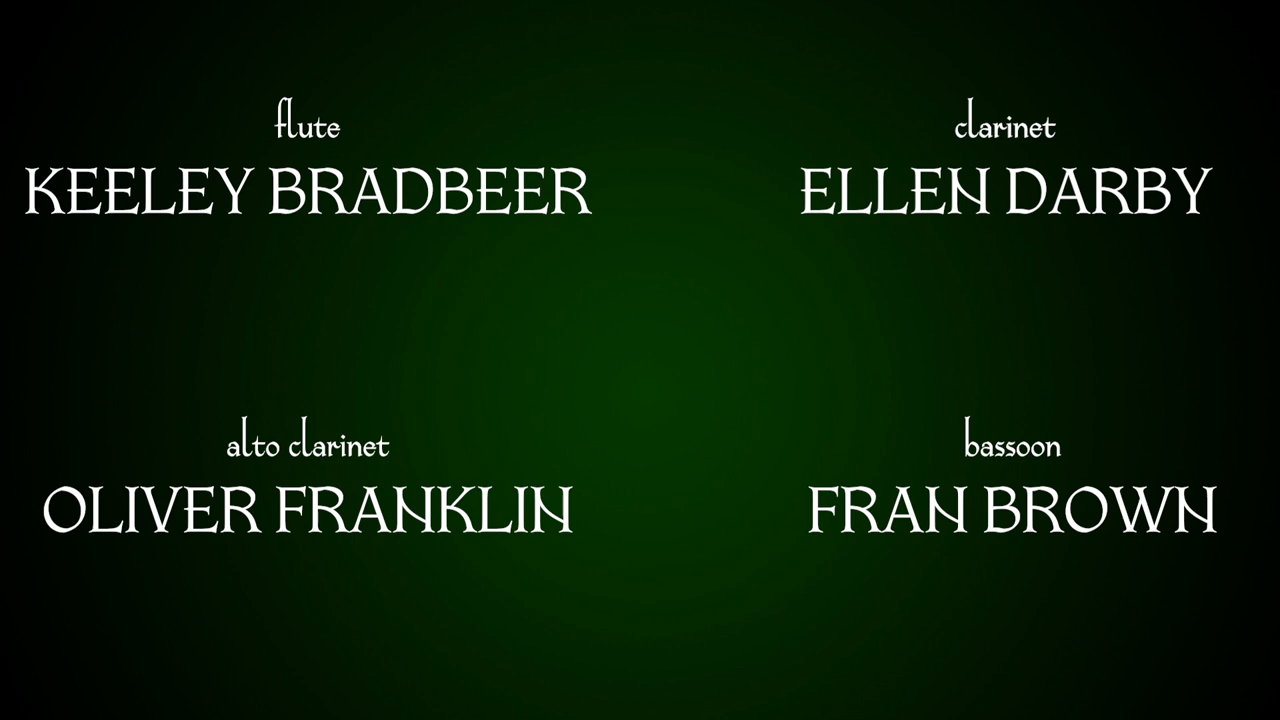 flute
KEELEY BRADBEER
clarinet
ELLEN DARBY
alto clarinet
OLIVER FRANKLIN
bassoon
FRAN BROWN